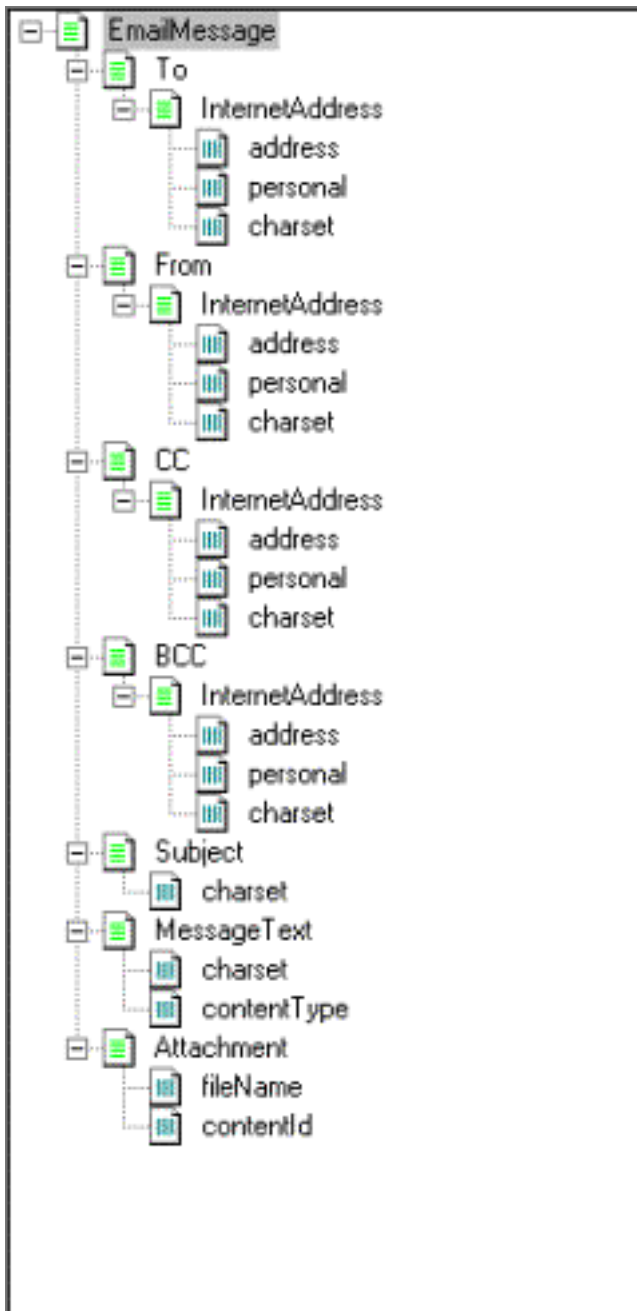 EmailMessage
To
InternetAddress
address
personal
charset
From
InternetAddress
address
personal
charset
CC
InternetAddress
address
personal
charset
BCC
InternetAddress
address
personal
charset
Subject
charset
MessageText
charset
contentType
Attachment
fileName
contentId